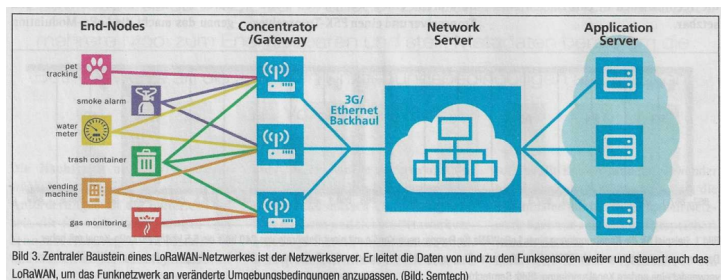 End-Nodes
Concentrator
/Gateway
Network
Server
Application
Server
pet
tracking
smoke alarm
water
meter
trash container
vending
machine
gas monitoring
3G/
Ethernet
Backhaul
Bild 3. Zentraler Baustein eines LoRaWAN-Netzwerkes ist der Netzwerkserver. Er leitet die Daten von und zu den Funksensoren weiter und steuert auch das
LoRaWAN, um das Funknetzwerk an veränderte Umgebungsbedingungen anzupassen. (Bild: Semtech)